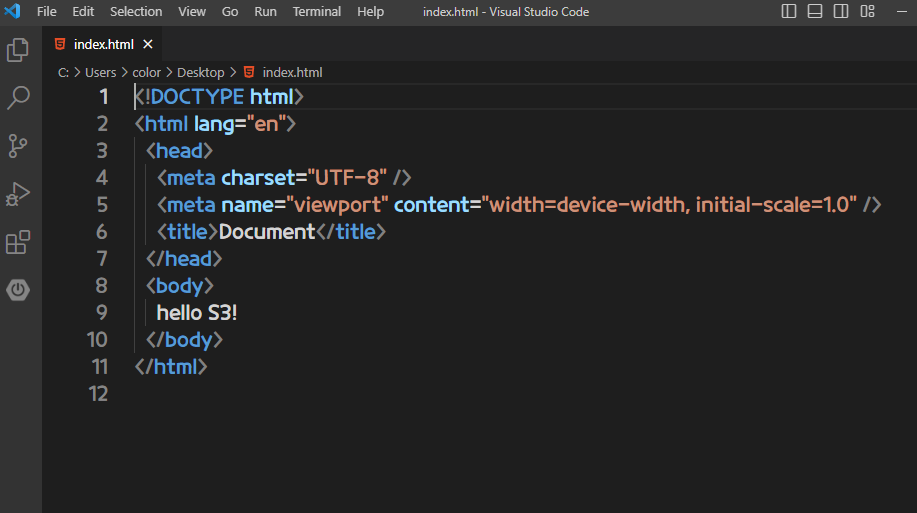 File Edit Selection View Go Run Terminal Help index.html - Visual Studio Code
index.html
C: > Users > color > Desktop > index.html
1 <!DOCTYPE html>
2 <html lang="en">
3 <head>
4 <meta charset="UTF-8" />
5 <meta name="viewport" content="width=device-width, initial-scale=1.0" />
6 <title>Document</title>
7 </head>
8 <body>
9 hello S3!
10 </body>
11 </html>
12